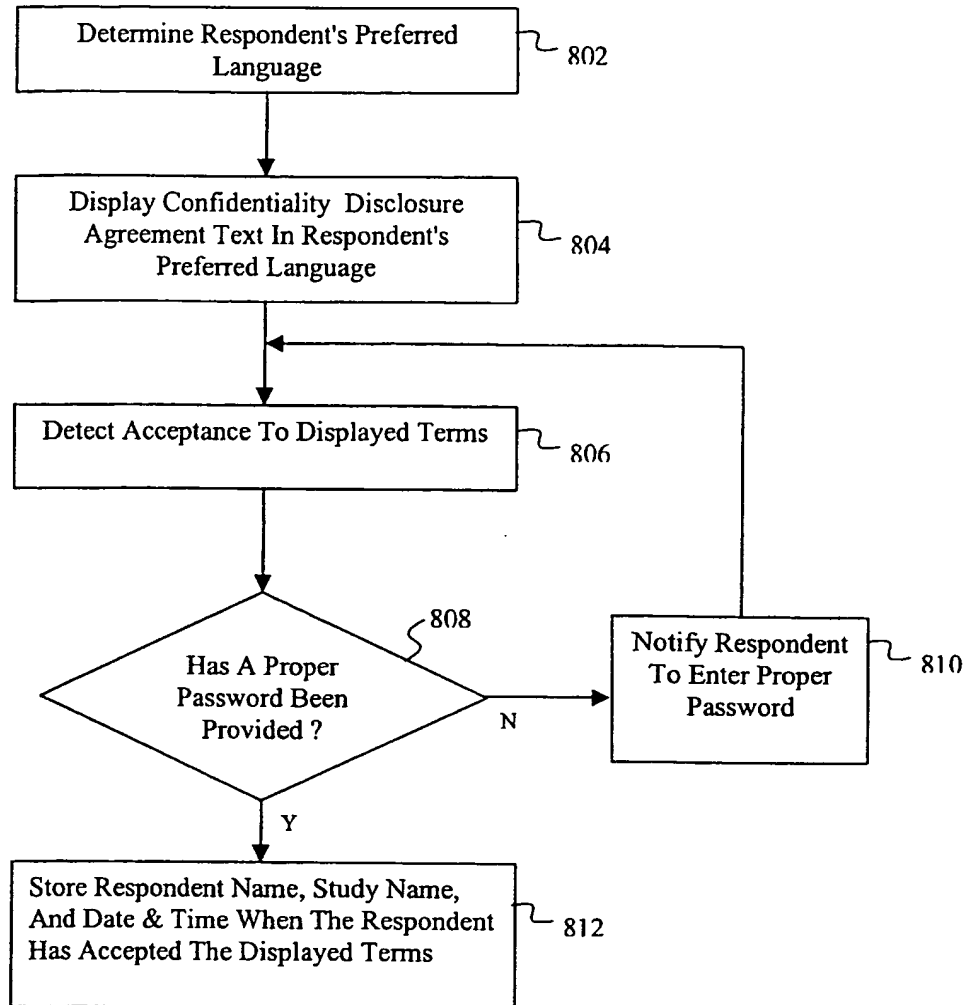 Determine Respondent's Preferred
Language
802
Display Confidentiality Disclosure
Agreement Text In Respondent's
Preferred Language
804
Detect Acceptance To Displayed Terms
806
808
Has A Proper
Password Been
Provided ?
N
Notify Respondent
To Enter Proper
Password
810
Y
Store Respondent Name, Study Name,
And Date & Time When The Respondent
Has Accepted The Displayed Terms
812